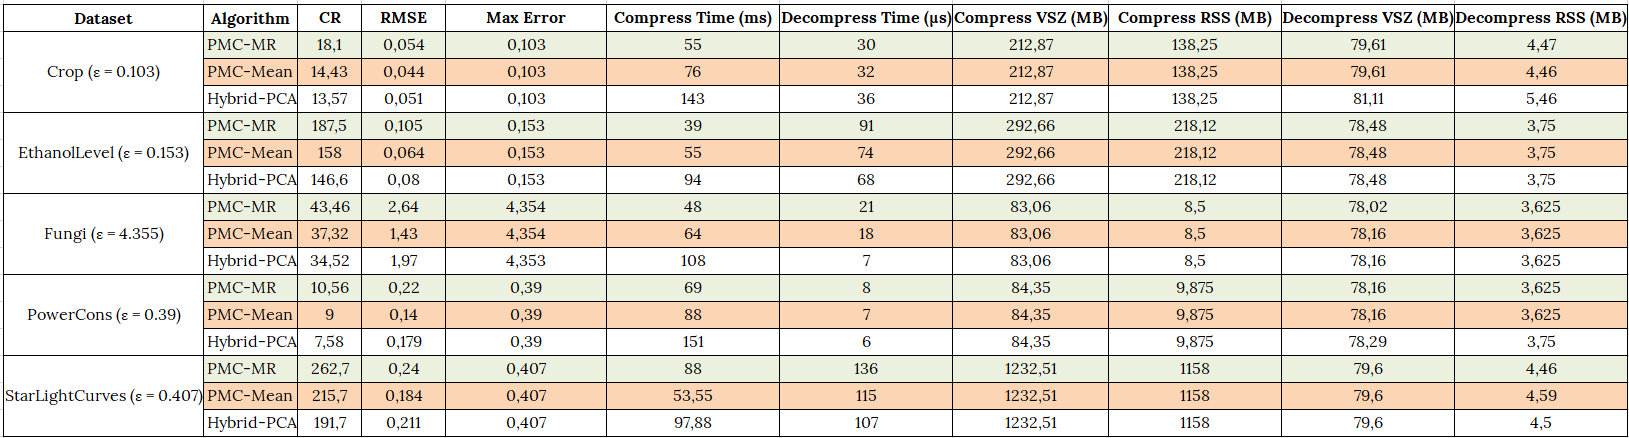 Dataset Algorithm CR RMSE Max Error Compress Time (ms) Decompress Time (µs) Compress VSZ (MB) Compress RSS (MB) Decompress VSZ (MB) Decompress RSS (MB)
Crop (ε = 0.103) PMC-MR 18,1 0,054 0,103 55 30 212,87 138,25 79,61 4,47
PMC-Mean 14,43 0,044 0,103 76 32 212,87 138,25 79,61 4,46
Hybrid-PCA 13,57 0,051 0,103 143 36 212,87 138,25 81,11 5,46
EthanolLevel (ε = 0.153) PMC-MR 187,5 0,105 0,153 39 91 292,66 218,12 78,48 3,75
PMC-Mean 158 0,064 0,153 55 74 292,66 218,12 78,48 3,75
Hybrid-PCA 146,6 0,08 0,153 94 68 292,66 218,12 78,48 3,75
Fungi (ε = 4.355) PMC-MR 43,46 2,64 4,354 48 21 83,06 8,5 78,02 3,625
PMC-Mean 37,32 1,43 4,354 64 18 83,06 8,5 78,16 3,625
Hybrid-PCA 34,52 1,97 4,353 108 7 83,06 8,5 78,16 3,625
PowerCons (ε = 0.39) PMC-MR 10,56 0,22 0,39 69 8 84,35 9,875 78,16 3,625
PMC-Mean 9 0,14 0,39 88 7 84,35 9,875 78,16 3,625
Hybrid-PCA 7,58 0,179 0,39 151 6 84,35 9,875 78,29 3,75
StarLightCurves (ε = 0.407) PMC-MR 262,7 0,24 0,407 88 136 1232,51 1158 79,6 4,46
PMC-Mean 215,7 0,184 0,407 53,55 115 1232,51 1158 79,6 4,59
Hybrid-PCA 191,7 0,211 0,407 97,88 107 1232,51 1158 79,6 4,5